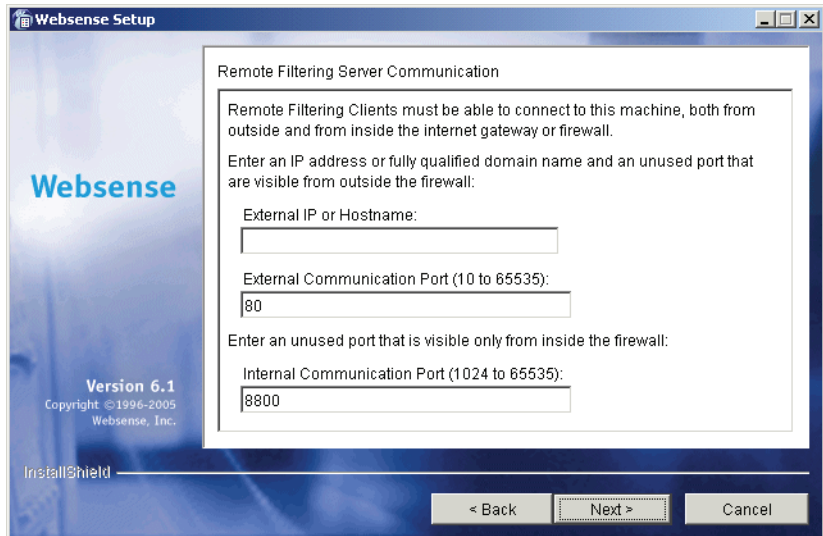 Websense Setup
Remote Filtering Server Communication
Remote Filtering Clients must be able to connect to this machine, both from
outside and from inside the internet gateway or firewall.
Enter an IP address or fully qualified domain name and an unused port that
are visible from outside the firewall:
Websense
External IP or Hostname:
External Communication Port (10 to 65535):
80
Enter an unused port that is visible only from inside the firewall:
Internal Communication Port (1024 to 65535):
8800
Version 6.1
Copyright ©1996-2005
Websense, Inc.
InstallShield
< Back
Next >
Cancel